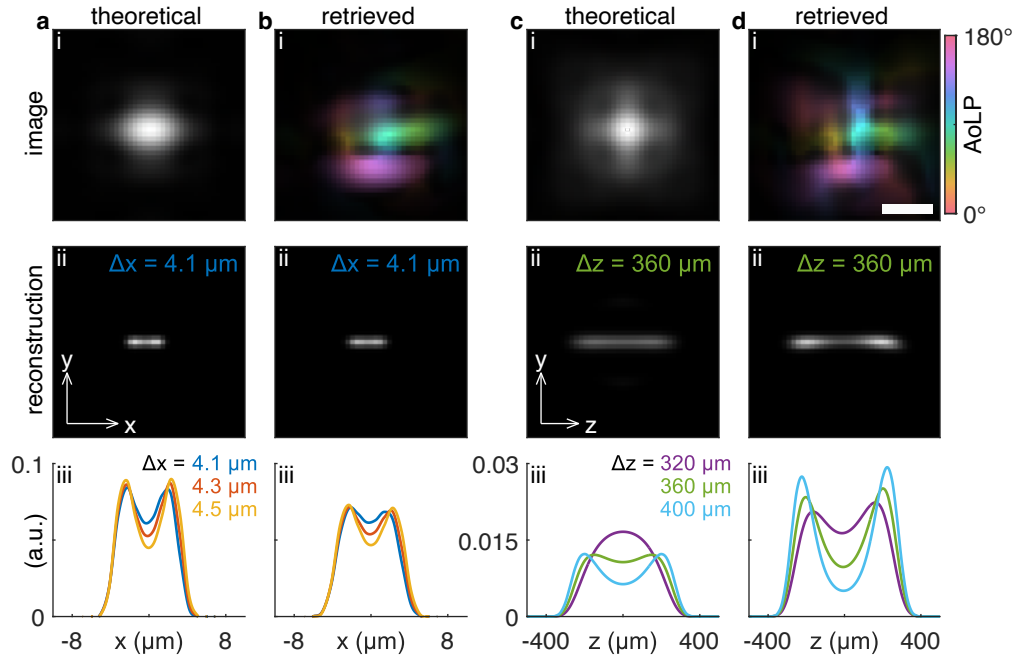 a theoretical b retrieved c theoretical d retrieved
i i i i 180°
image
AoLP
0°
ii Δx = 4.1 µm ii Δx = 4.1 µm ii Δz = 360 µm ii Δz = 360 µm
reconstruction
y y
x z
0.1 iii Δx = 4.1 µm iii 0.03 iii Δz = 320 µm iii
4.3 µm 360 µm
4.5 µm 400 µm
(a.u.)
0.015
0 0
-8 x (µm) 8 -8 x (µm) 8 -400 z (µm) 400 -400 z (µm) 400